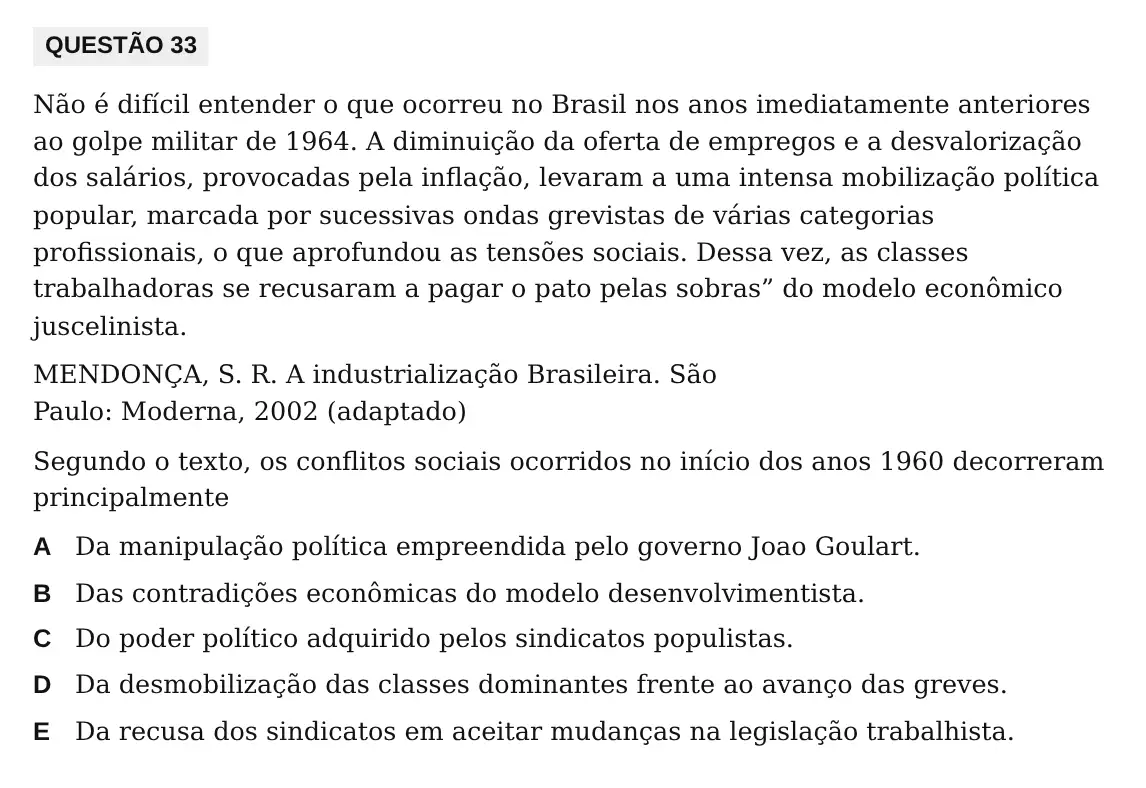 QUESTÃO 33
Não é difícil entender o que ocorreu no Brasil nos anos imediatamente anteriores
ao golpe militar de 1964. A diminuição da oferta de empregos e a desvalorização
dos salários, provocadas pela inflação, levaram a uma intensa mobilização política
popular, marcada por sucessivas ondas grevistas de várias categorias
profissionais, o que aprofundou as tensões sociais. Dessa vez, as classes
trabalhadoras se recusaram a pagar o pato pelas sobras” do modelo econômico
juscelinista.
MENDONÇA, S. R. A industrialização Brasileira. São
Paulo: Moderna, 2002 (adaptado)
Segundo o texto, os conflitos sociais ocorridos no início dos anos 1960 decorreram
principalmente
A Da manipulação política empreendida pelo governo Joao Goulart.
B Das contradições econômicas do modelo desenvolvimentista.
C Do poder político adquirido pelos sindicatos populistas.
D Da desmobilização das classes dominantes frente ao avanço das greves.
E Da recusa dos sindicatos em aceitar mudanças na legislação trabalhista.